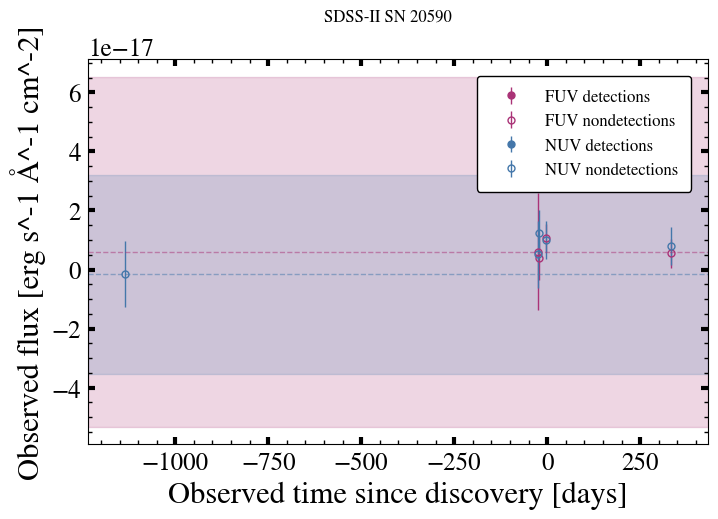 SDSS-II SN 20590
1e−17
FUV detections
FUV nondetections
NUV detections
NUV nondetections
6
4
2
0
−2
−4
Observed flux [erg s^-1 Å^-1 cm^-2]
−1000
−750
−500
−250
0
250
Observed time since discovery [days]